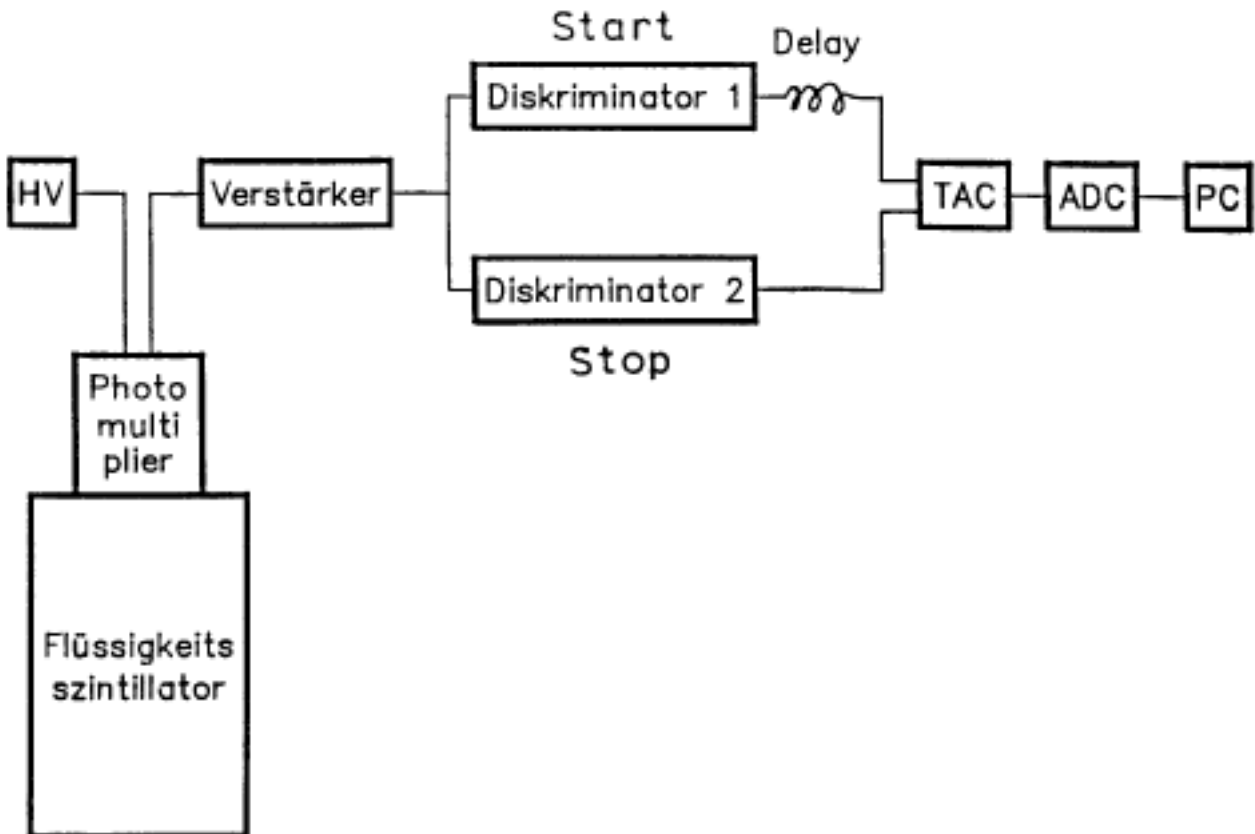 Start
Delay
Diskriminator 1
HV
Verstärker
TAC
ADC
PC
Diskriminator 2
Stop
Photo
multi
plier
Flüssigkeits
szintillator